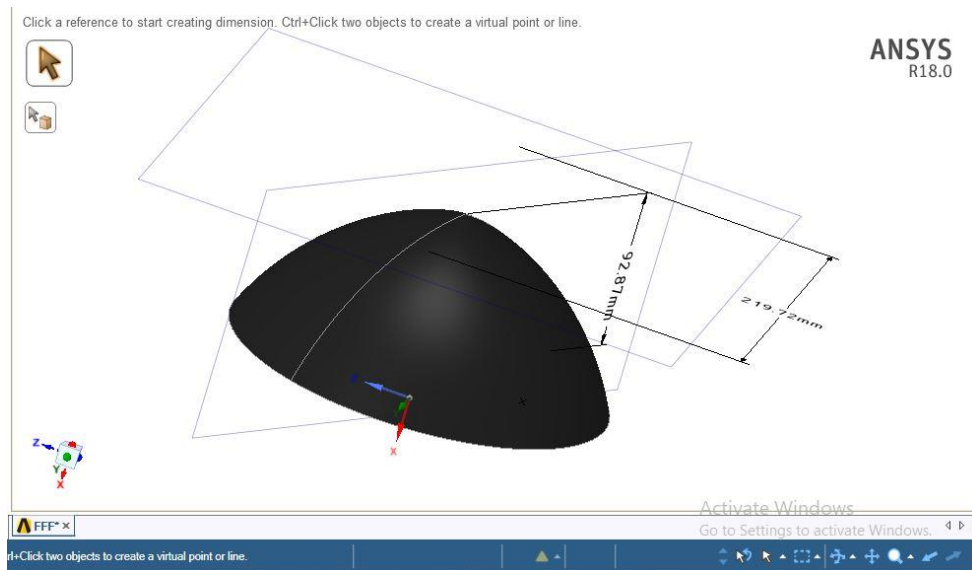 Click a reference to start creating dimension. Ctrl+Click two objects to create a virtual point or line.
ANSYS
R18.0
92.87mm
219.72mm
X
Z
Y
X
Activate Windows
Go to Settings to activate Windows.
FFF* ×
rl+Click two objects to create a virtual point or line.